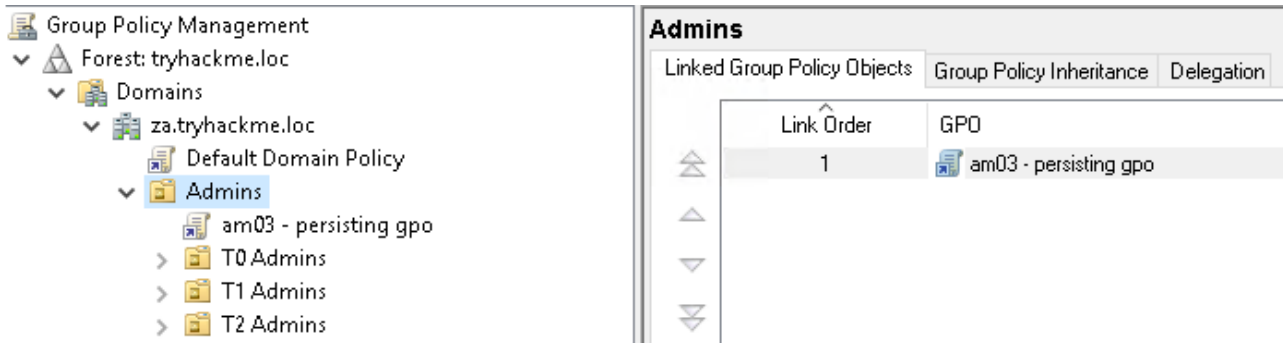 Group Policy Management
Forest: tryhackme.loc
Domains
za.tryhackme.loc
Default Domain Policy
Admins
am03 - persisting gpo
T0 Admins
T1 Admins
T2 Admins
Admins
Linked Group Policy Objects Group Policy Inheritance Delegation
Link Order GPO
1 am03 - persisting gpo